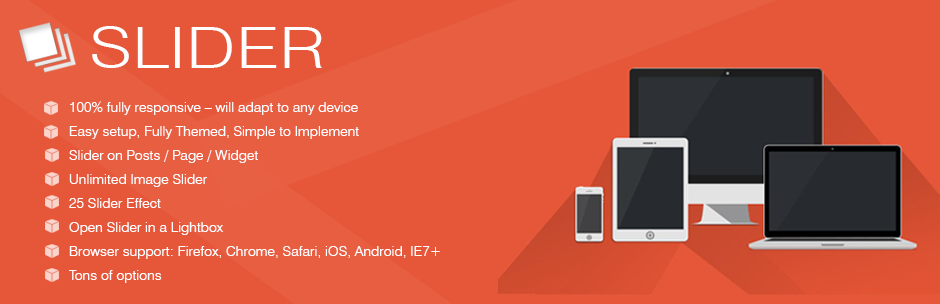 SLIDER
100% fully responsive – will adapt to any device
Easy setup, Fully Themed, Simple to Implement
Slider on Posts / Page / Widget
Unlimited Image Slider
25 Slider Effect
Open Slider in a Lightbox
Browser support: Firefox, Chrome, Safari, iOS, Android, IE7+
Tons of options